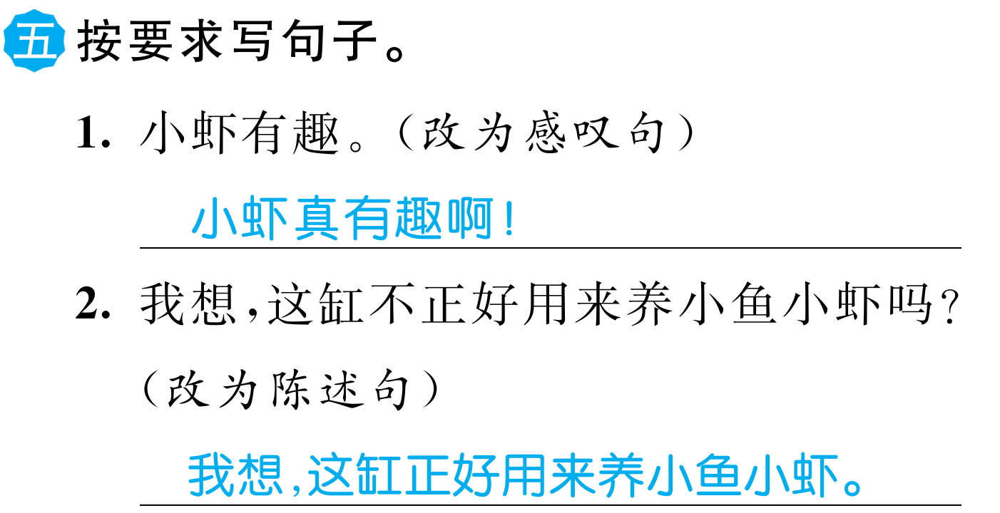 五 按要求写句子。
1. 小虾有趣。(改为感叹句)
小虾真有趣啊!
2. 我想,这缸不正好用来养小鱼小虾吗?
(改为陈述句)
我想,这缸正好用来养小鱼小虾。